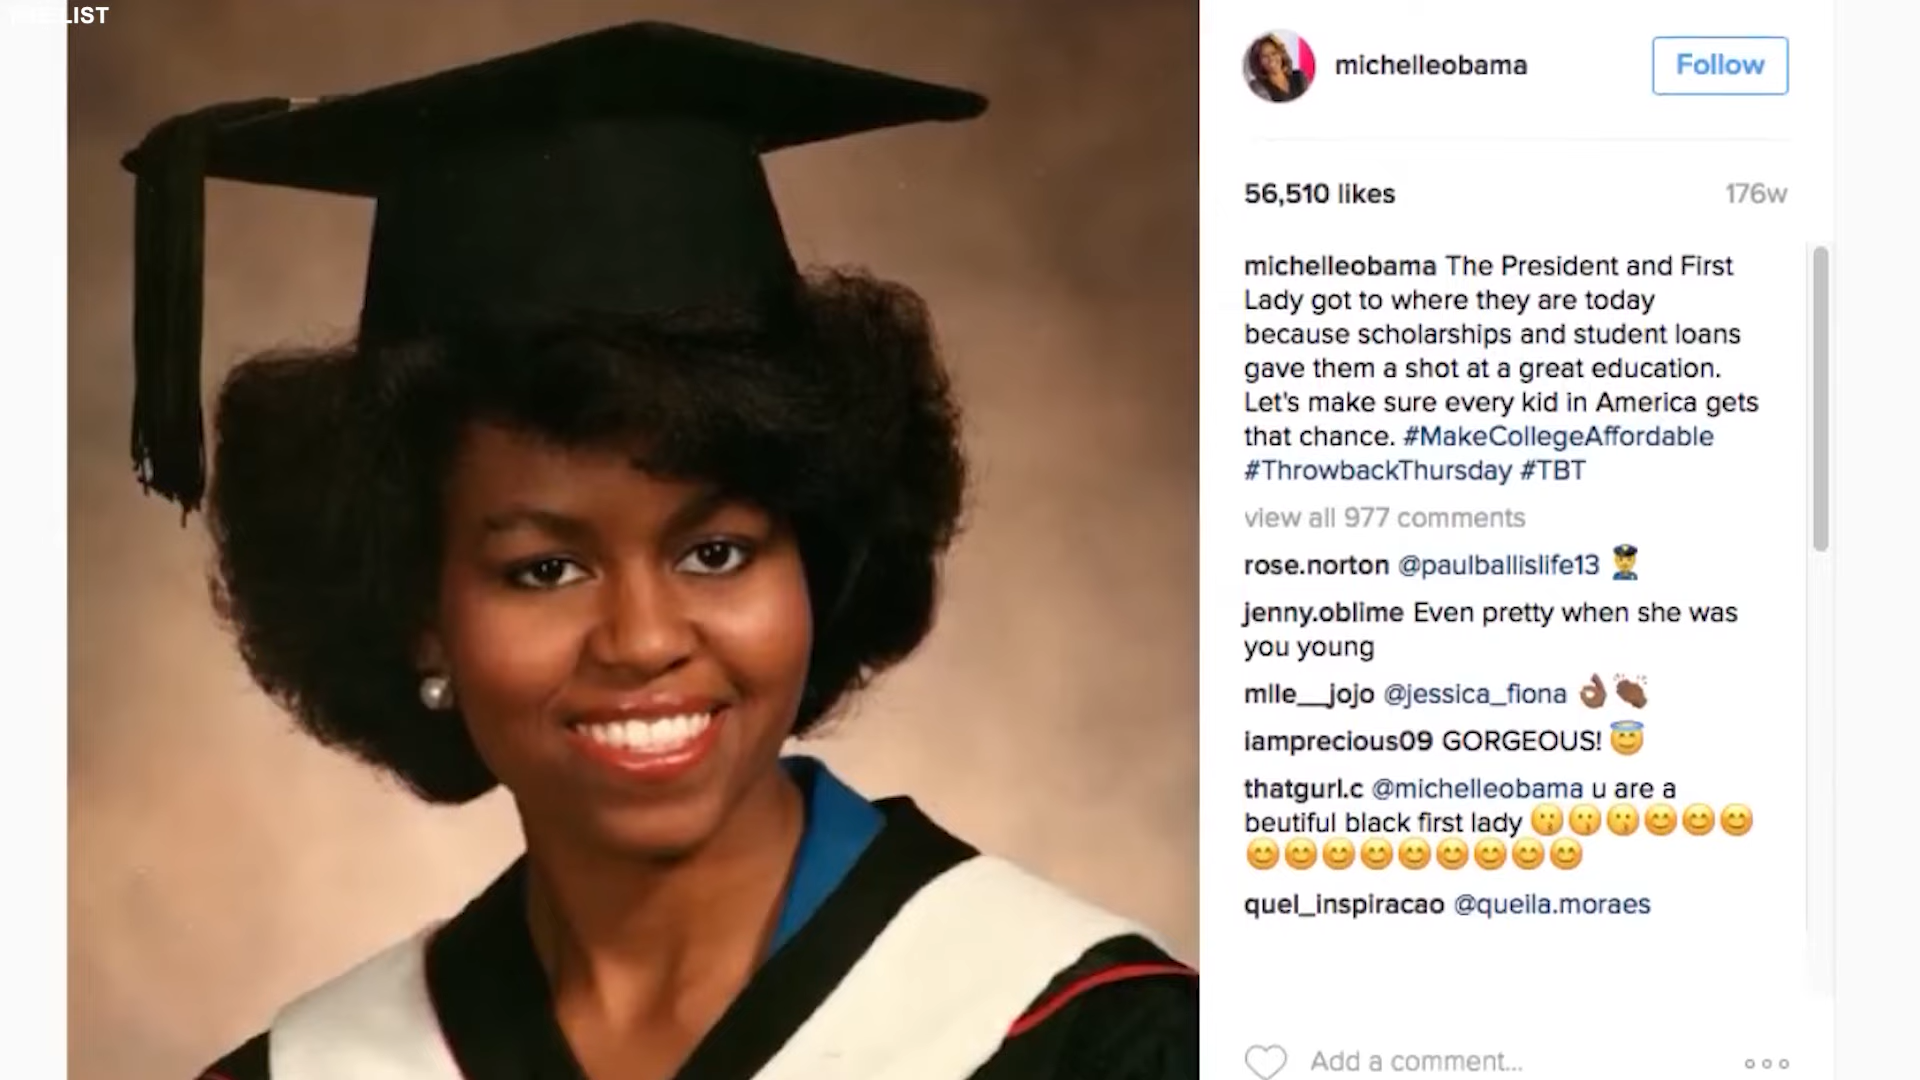 THE LIST
michelleobama
Follow
56,510 likes
176w
michelleobama The President and First
Lady got to where they are today
because scholarships and student loans
gave them a shot at a great education.
Let's make sure every kid in America gets
that chance. #MakeCollegeAffordable
#ThrowbackThursday #TBT
view all 977 comments
rose.norton @paulballislife13 👮
jenny.oblime Even pretty when she was
you young
mlle__jojo @jessica_fiona 👌🏾👏🏾
iamprecious09 GORGEOUS! 😇
thatgurl.c @michelleobama u are a
beutiful black first lady 😗😗😗😊😊😊
😊😊😊😊😊😊😊😊😊
quel_inspiracao @queila.moraes
Add a comment...